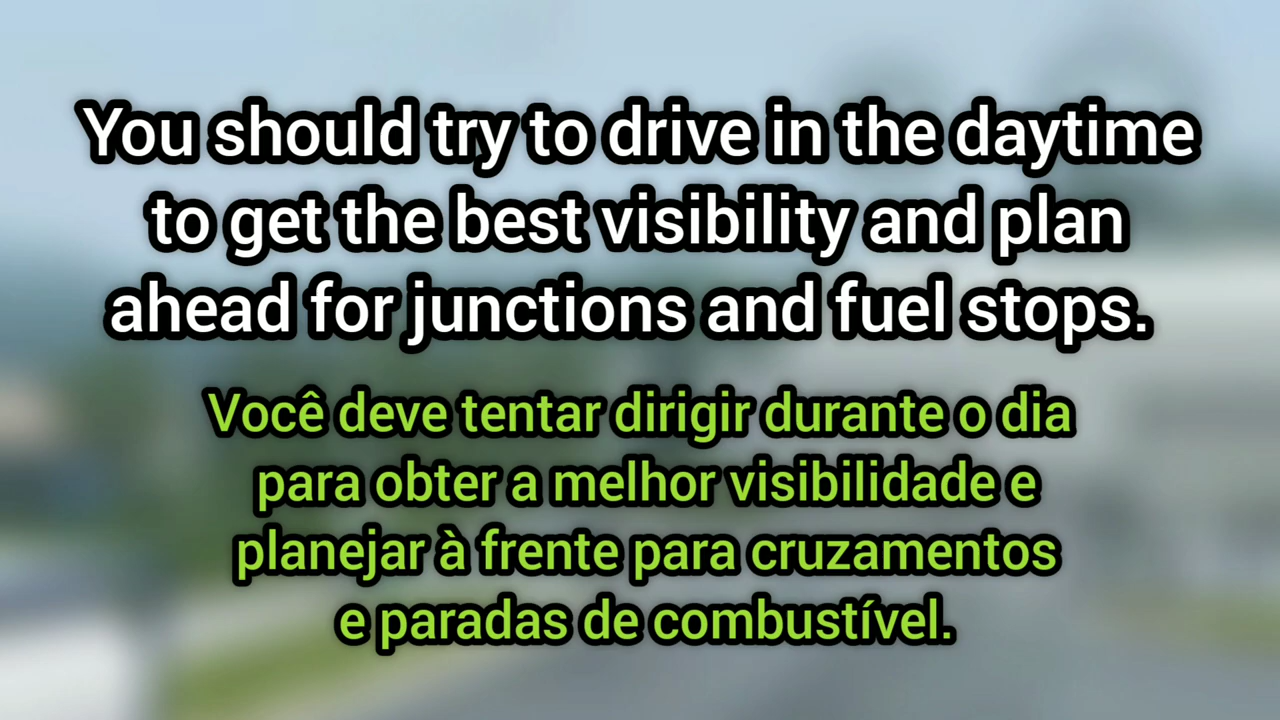 You should try to drive in the daytime
to get the best visibility and plan
ahead for junctions and fuel stops.
Você deve tentar dirigir durante o dia
para obter a melhor visibilidade e
planejar à frente para cruzamentos
e paradas de combustível.